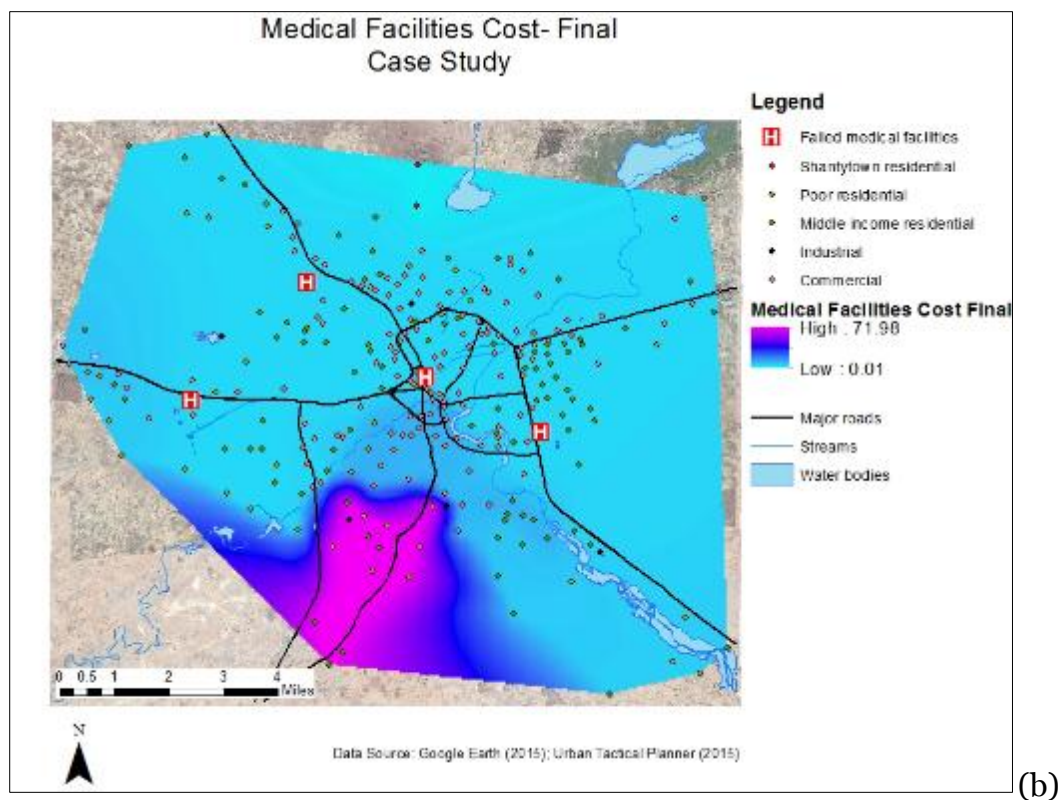 Medical Facilities Cost- Final
Case Study
Legend
H Failed medical facilities
Shantytown residential
Poor residential
Middle income residential
Industrial
Commercial
Medical Facilities Cost Final
High : 71.98
Low : 0.01
Major roads
Streams
Water bodies
H
H
H
H
0 0.5 1 2 3 4
Miles
N
Data Source: Google Earth (2015); Urban Tactical Planner (2015)
(b)